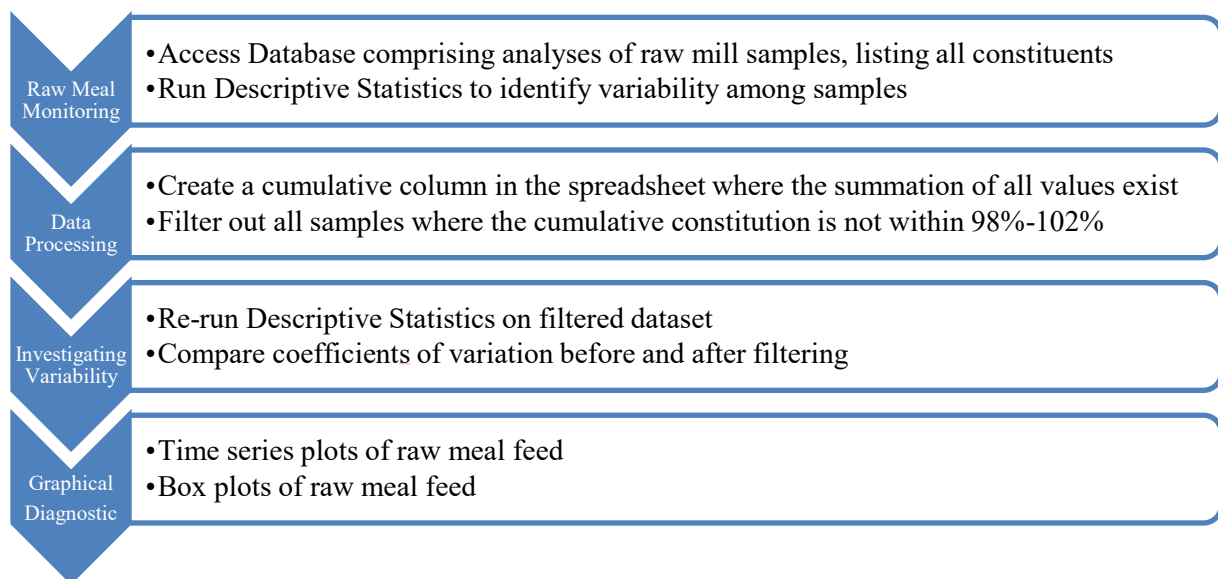 Raw Meal
Monitoring
•Access Database comprising analyses of raw mill samples, listing all constituents
•Run Descriptive Statistics to identify variability among samples
Data
Processing
•Create a cumulative column in the spreadsheet where the summation of all values exist
•Filter out all samples where the cumulative constitution is not within 98%-102%
Investigating
Variability
•Re-run Descriptive Statistics on filtered dataset
•Compare coefficients of variation before and after filtering
Graphical
Diagnostic
•Time series plots of raw meal feed
•Box plots of raw meal feed